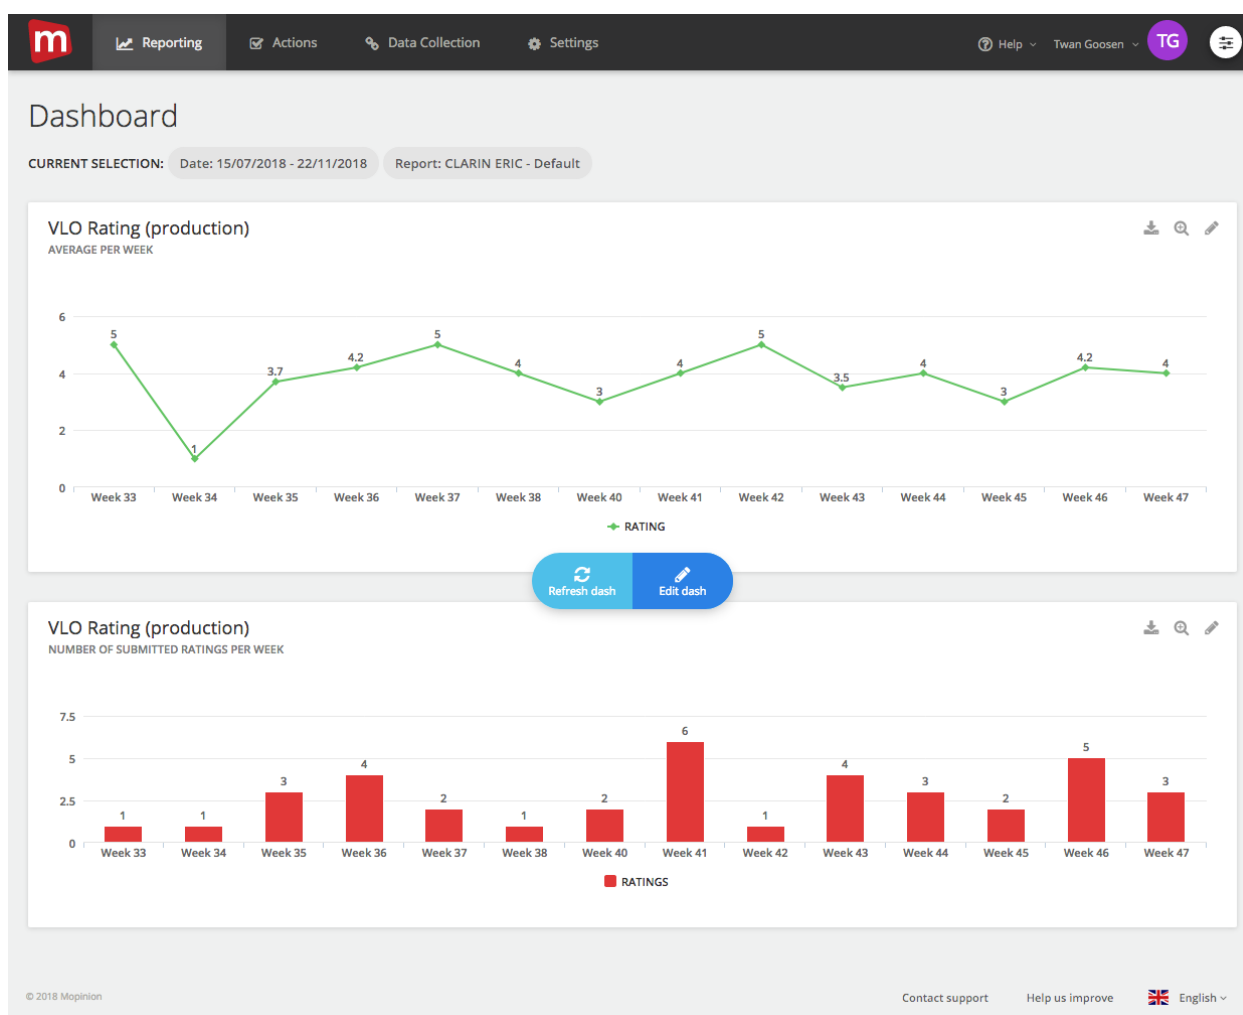 m Reporting Actions Data Collection Settings Help Twan Goosen TG
Dashboard
CURRENT SELECTION: Date: 15/07/2018 - 22/11/2018 Report: CLARIN ERIC - Default
VLO Rating (production)
AVERAGE PER WEEK
6
5 5 5
4.2 4.2
4 3.7 4 4 3.5 4 4
3 3
2
1
0
Week 33 Week 34 Week 35 Week 36 Week 37 Week 38 Week 40 Week 41 Week 42 Week 43 Week 44 Week 45 Week 46 Week 47
RATING
Refresh dash Edit dash
VLO Rating (production)
NUMBER OF SUBMITTED RATINGS PER WEEK
7.5
6
5 5
4 4
3 3 3
2.5 2 2 2
1 1 1 1
0
Week 33 Week 34 Week 35 Week 36 Week 37 Week 38 Week 40 Week 41 Week 42 Week 43 Week 44 Week 45 Week 46 Week 47
RATINGS
© 2018 Mopinion Contact support Help us improve English